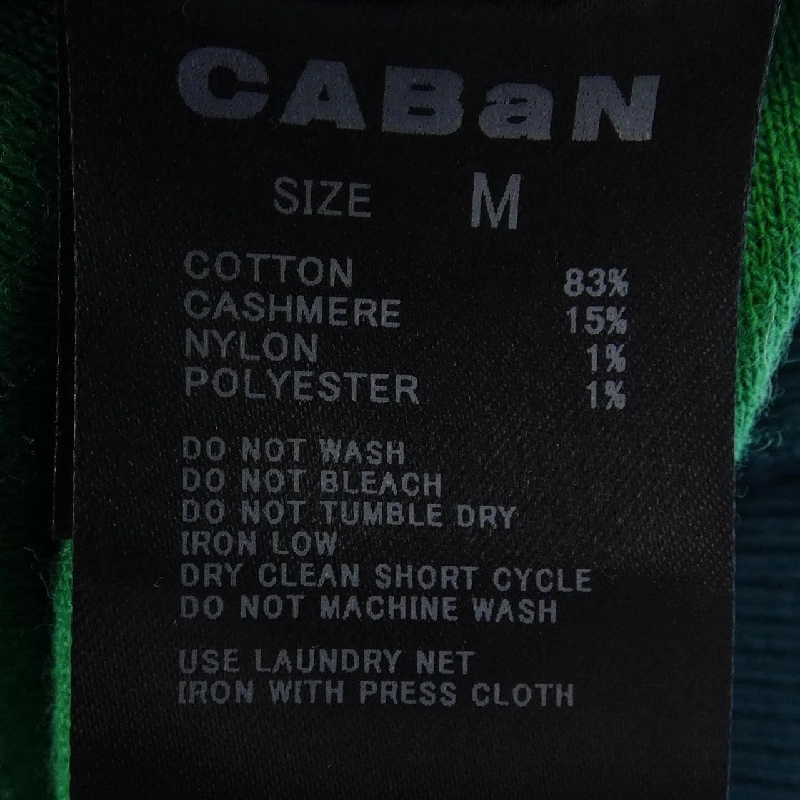 CABaN
SIZE M
COTTON 83%
CASHMERE 15%
NYLON 1%
POLYESTER 1%
DO NOT WASH
DO NOT BLEACH
DO NOT TUMBLE DRY
IRON LOW
DRY CLEAN SHORT CYCLE
DO NOT MACHINE WASH
USE LAUNDRY NET
IRON WITH PRESS CLOTH